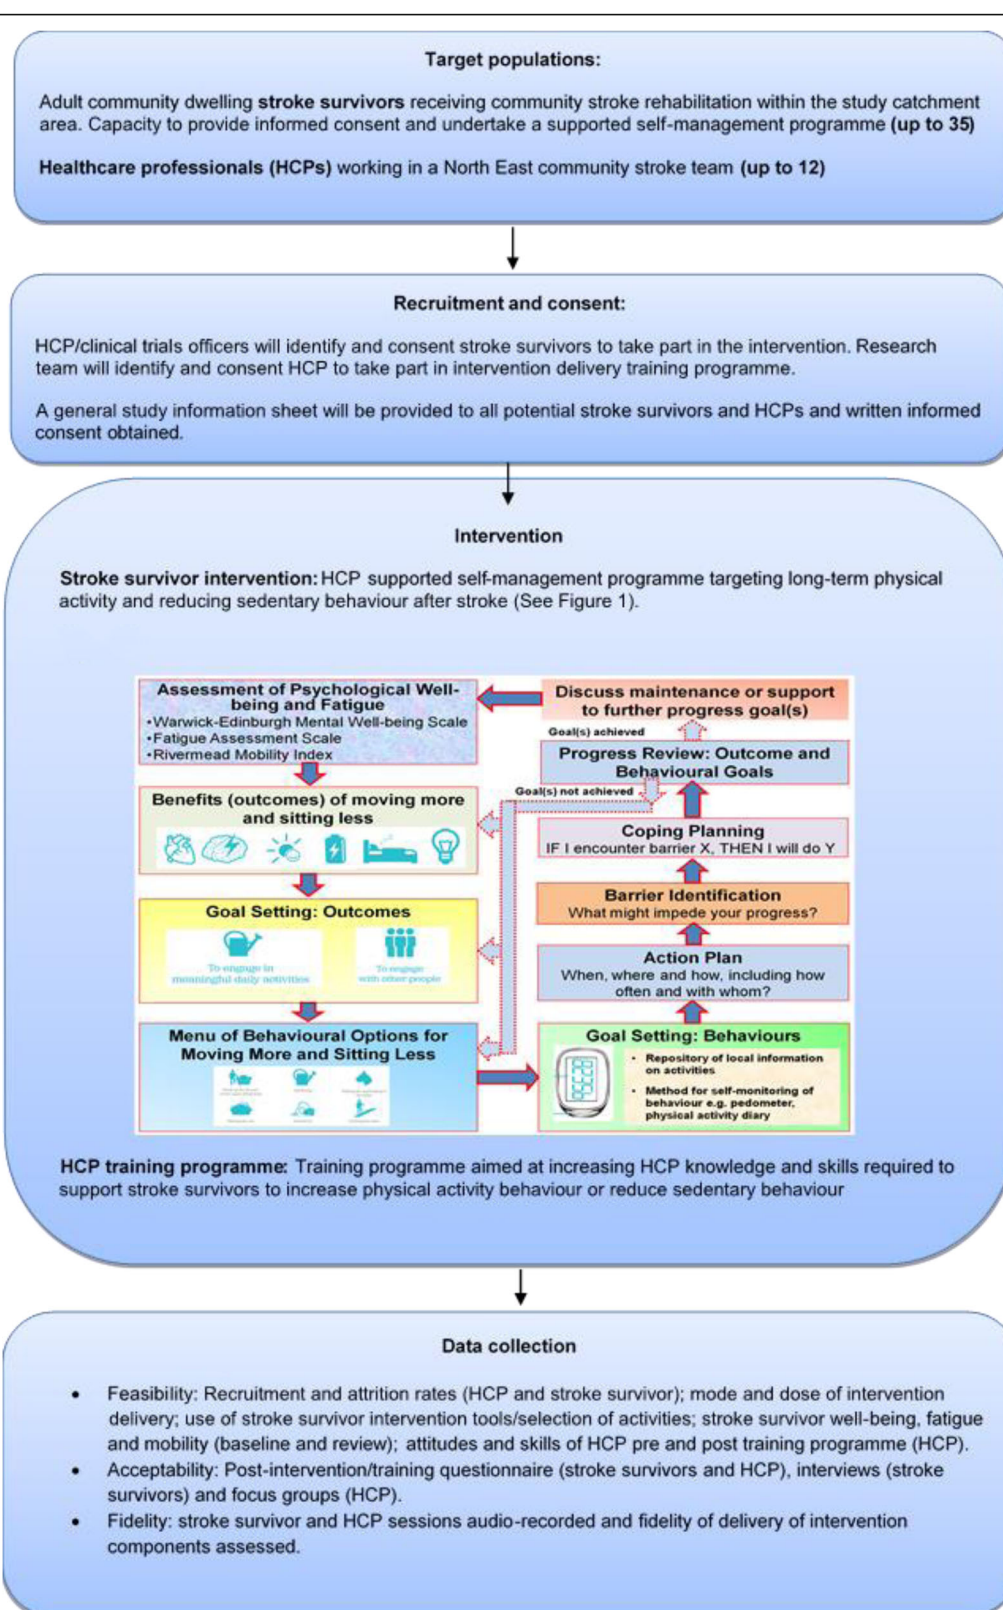 Target populations:
Adult community dwelling stroke survivors receiving community stroke rehabilitation within the study catchment
area. Capacity to provide informed consent and undertake a supported self-management programme (up to 35)
Healthcare professionals (HCPs) working in a North East community stroke team (up to 12)
Recruitment and consent:
HCP/clinical trials officers will identify and consent stroke survivors to take part in the intervention. Research
team will identify and consent HCP to take part in intervention delivery training programme.
A general study information sheet will be provided to all potential stroke survivors and HCPs and written informed
consent obtained.
Intervention
Stroke survivor intervention: HCP supported self-management programme targeting long-term physical
activity and reducing sedentary behaviour after stroke (See Figure 1).
Assessment of Psychological Well-
being and Fatigue
•Warwick-Edinburgh Mental Well-being Scale
•Fatigue Assessment Scale
•Rivermead Mobility Index
Benefits (outcomes) of moving more
and sitting less
Goal Setting: Outcomes
To engage in
meaningful daily activities
To engage
with other people
Menu of Behavioural Options for
Moving More and Sitting Less
Goal Setting: Behaviours
• Repository of local information
on activities
• Method for self-monitoring of
behaviour e.g. pedometer,
physical activity diary
Action Plan
When, where and how, including how
often and with whom?
Barrier Identification
What might impede your progress?
Coping Planning
IF I encounter barrier X, THEN I will do Y
Progress Review: Outcome and
Behavioural Goals
Goal(s) not achieved
Goal(s) achieved
Discuss maintenance or support
to further progress goal(s)
HCP training programme: Training programme aimed at increasing HCP knowledge and skills required to
support stroke survivors to increase physical activity behaviour or reduce sedentary behaviour
Data collection
• Feasibility: Recruitment and attrition rates (HCP and stroke survivor); mode and dose of intervention
delivery; use of stroke survivor intervention tools/selection of activities; stroke survivor well-being, fatigue
and mobility (baseline and review); attitudes and skills of HCP pre and post training programme (HCP).
• Acceptability: Post-intervention/training questionnaire (stroke survivors and HCP), interviews (stroke
survivors) and focus groups (HCP).
• Fidelity: stroke survivor and HCP sessions audio-recorded and fidelity of delivery of intervention
components assessed.